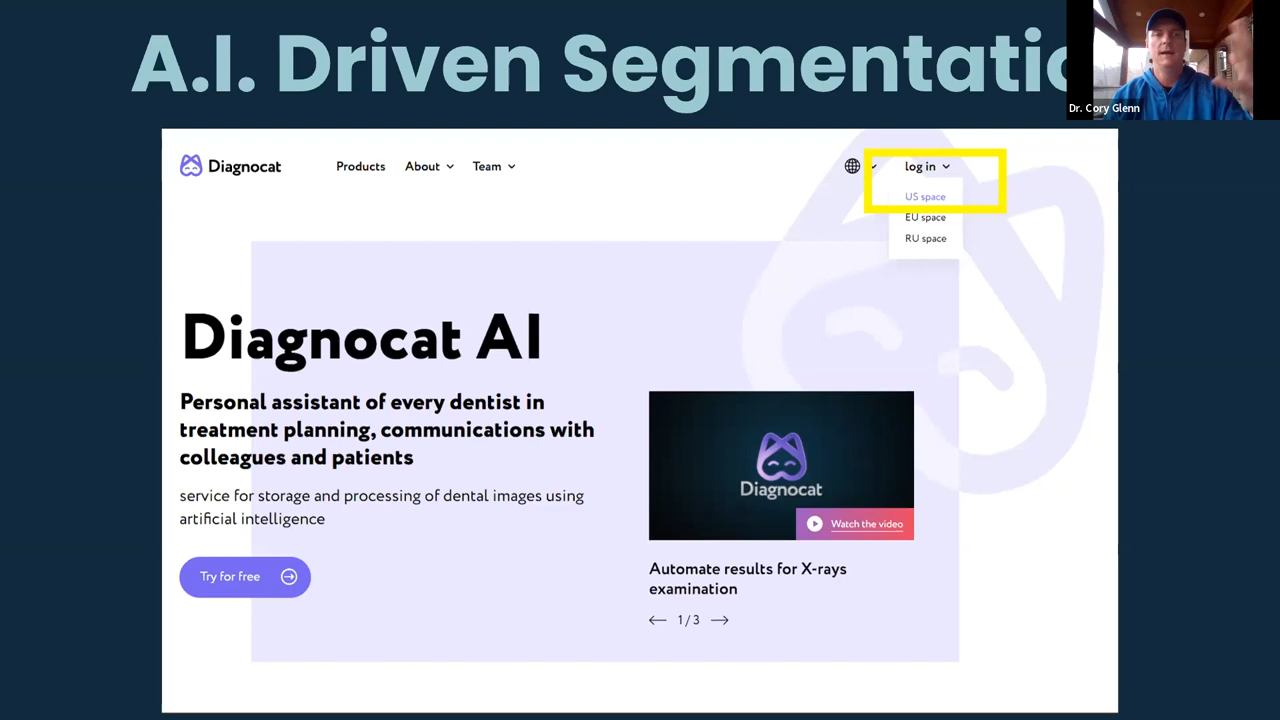 A.I. Driven Segmentatio
Dr. Cory Glenn
Diagnocat
Products
About
Team
log in
US space
EU space
RU space
Diagnocat AI
Personal assistant of every dentist in
treatment planning, communications with
colleagues and patients
service for storage and processing of dental images using
artificial intelligence
Try for free
Diagnocat
Watch the video
Automate results for X-rays
examination
1 / 3